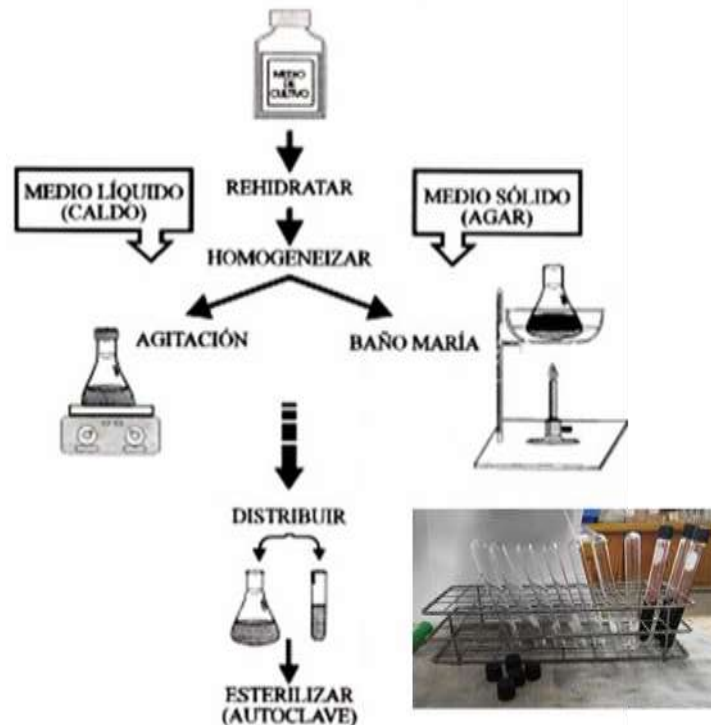 MEDIO
DE
CULTIVO
REHIDRATAR
MEDIO LÍQUIDO
(CALDO)
MEDIO SÓLIDO
(AGAR)
HOMOGENEIZAR
AGITACIÓN
BAÑO MARÍA
DISTRIBUIR
ESTERILIZAR
(AUTOCLAVE)